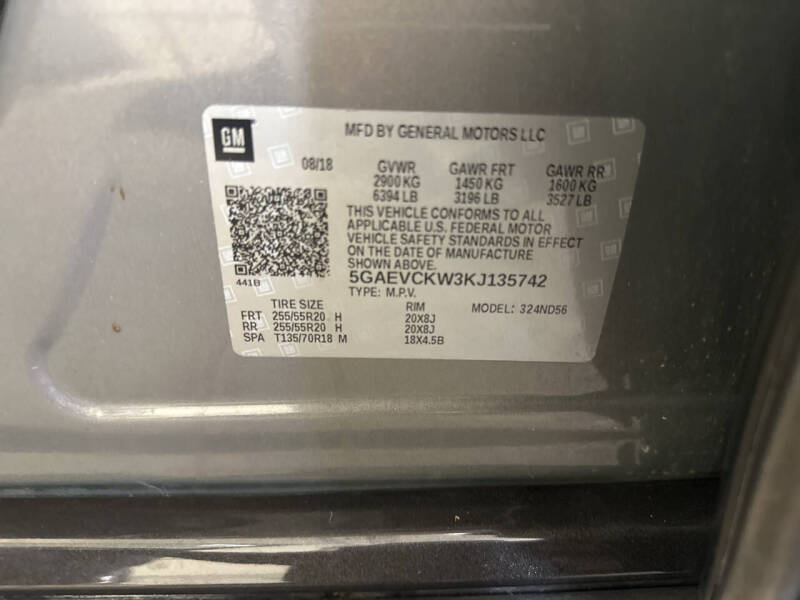 GM
MFD BY GENERAL MOTORS LLC
08/18 GVWR GAWR FRT GAWR RR
2900 KG 1450 KG 1600 KG
6394 LB 3196 LB 3527 LB
THIS VEHICLE CONFORMS TO ALL
APPLICABLE U.S. FEDERAL MOTOR
VEHICLE SAFETY STANDARDS IN EFFECT
ON THE DATE OF MANUFACTURE
SHOWN ABOVE.
441B 5GAEVCKW3KJ135742
TYPE: M.P.V.
TIRE SIZE RIM MODEL: 324ND56
FRT 255/55R20 H 20X8J
RR 255/55R20 H 20X8J
SPA T135/70R18 M 18X4.5B